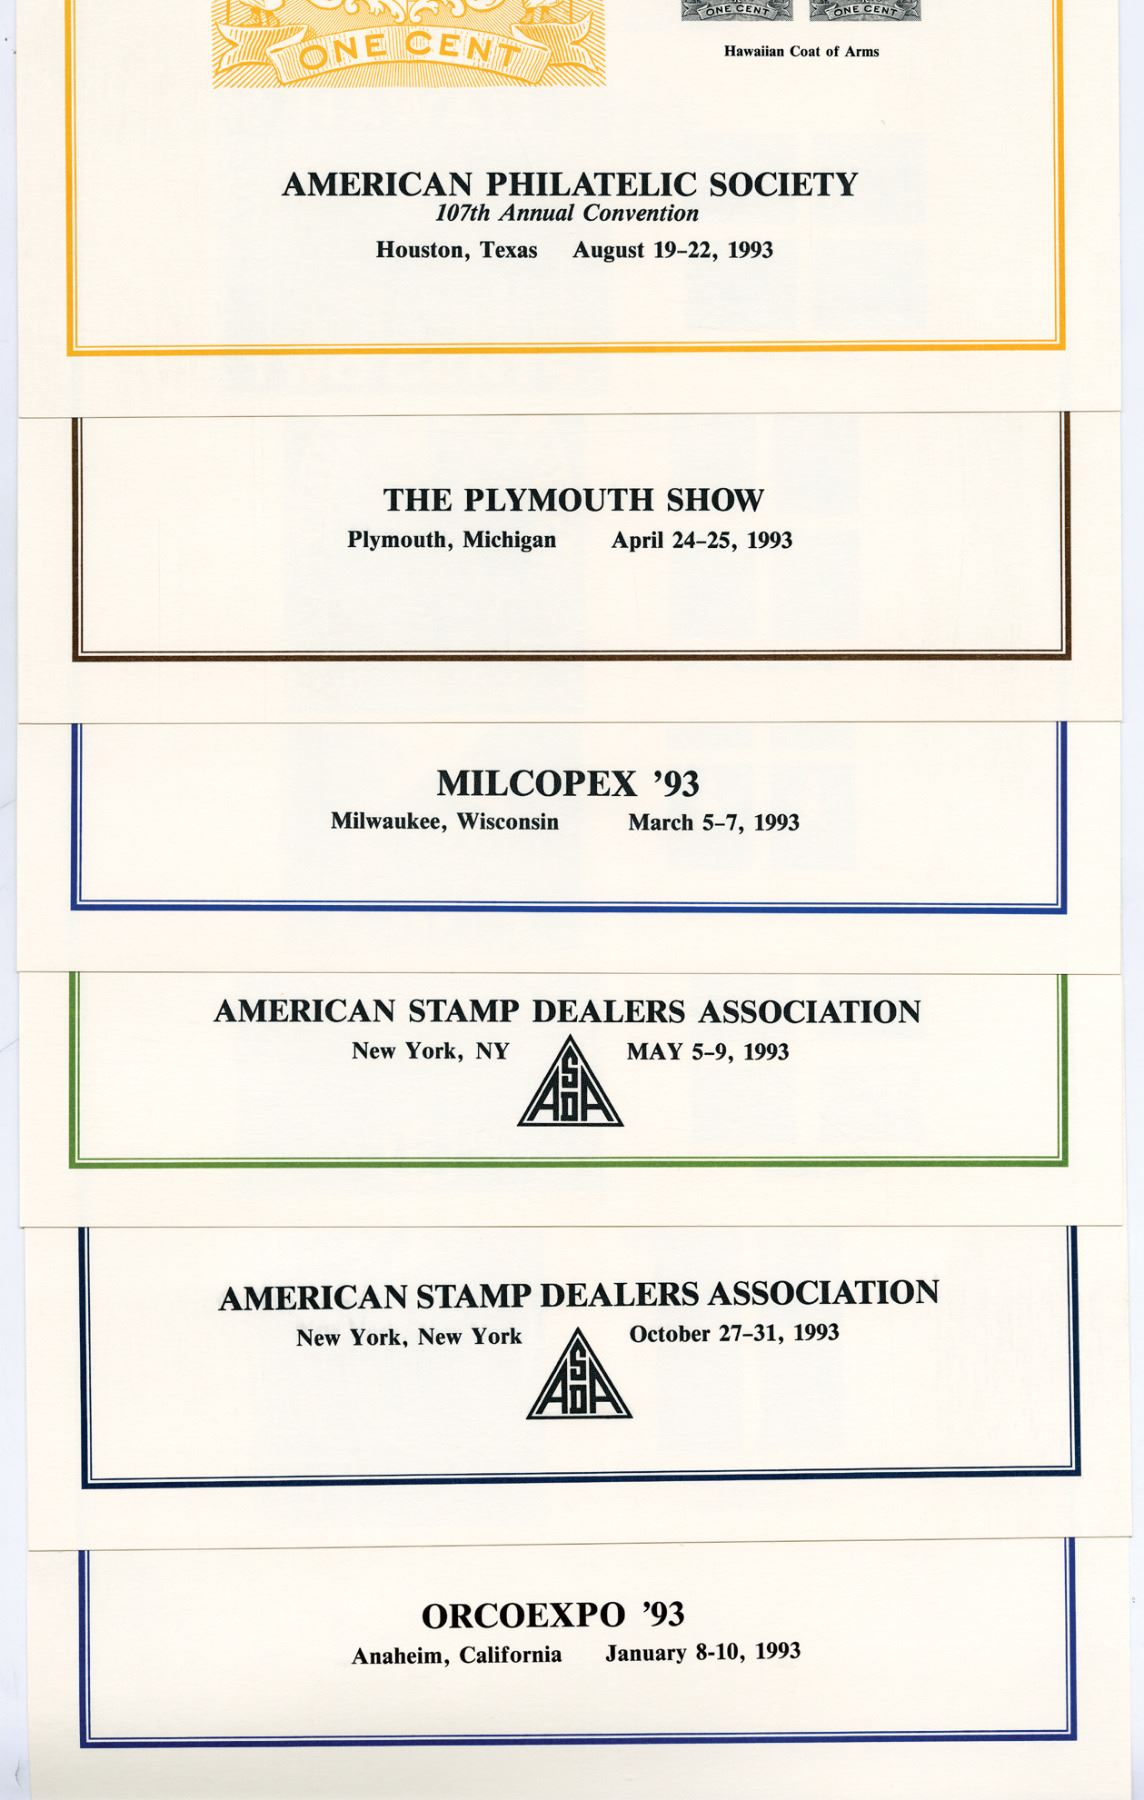 ONE CENT
ONE CENT ONE CENT
Hawaiian Coat of Arms
AMERICAN PHILATELIC SOCIETY
107th Annual Convention
Houston, Texas August 19–22, 1993
THE PLYMOUTH SHOW
Plymouth, Michigan April 24–25, 1993
MILCOPEX ’93
Milwaukee, Wisconsin March 5–7, 1993
AMERICAN STAMP DEALERS ASSOCIATION
New York, NY MAY 5–9, 1993
ASDA
AMERICAN STAMP DEALERS ASSOCIATION
New York, New York October 27–31, 1993
ASDA
ORCOEXPO ’93
Anaheim, California January 8-10, 1993